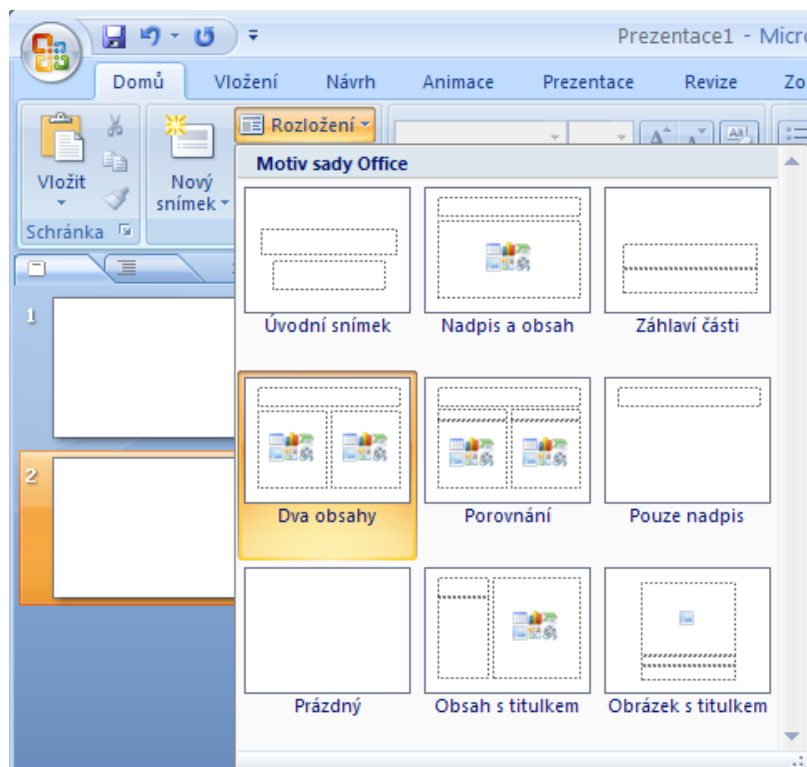 Prezentace1 - Micro
Domů Vložení Návrh Animace Prezentace Revize Zo
Vložit
Schránka
Nový
snímek
Rozložení
Motiv sady Office
Úvodní snímek Nadpis a obsah Záhlaví části
Dva obsahy Porovnání Pouze nadpis
Prázdný Obsah s titulkem Obrázek s titulkem
1
2